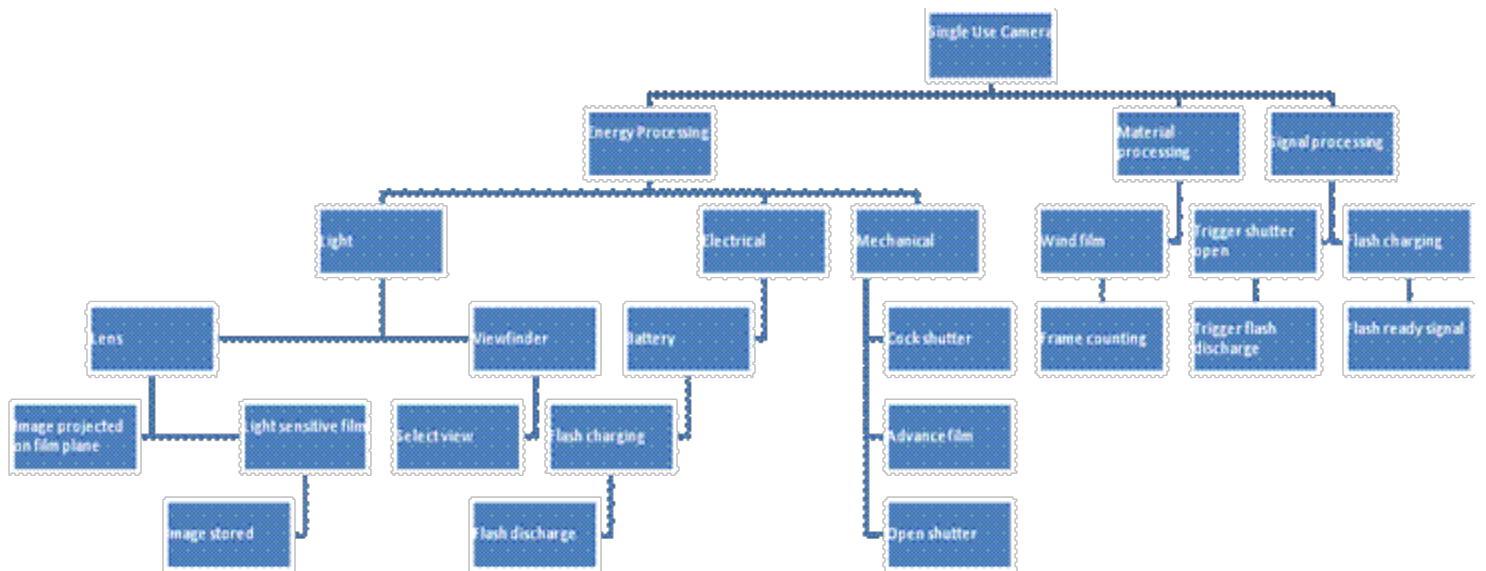 Single Use Camera
Energy Processing
Material
processing
Signal processing
Light
Electrical
Mechanical
Wind film
Trigger shutter
open
Flash charging
Lens
Viewfinder
Battery
Cock shutter
Frame counting
Trigger flash
discharge
Flash ready signal
Image projected
on film plane
Light sensitive film
Select view
Flash charging
Advance film
Image stored
Flash discharge
Open shutter